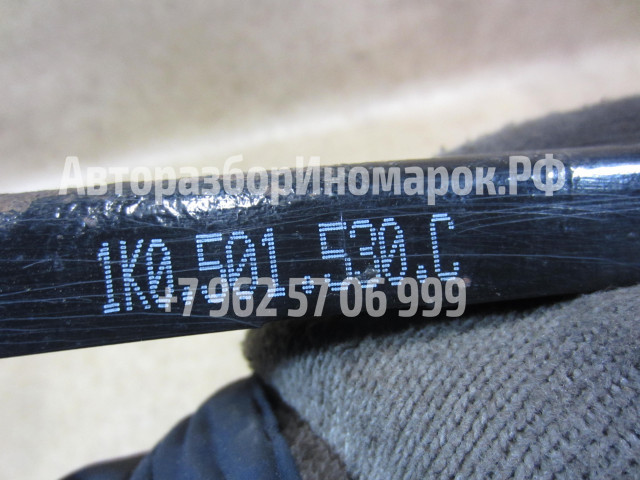 АвторазборИномарок.РФ
1K0.501.530.C
+7 962 57 06 999